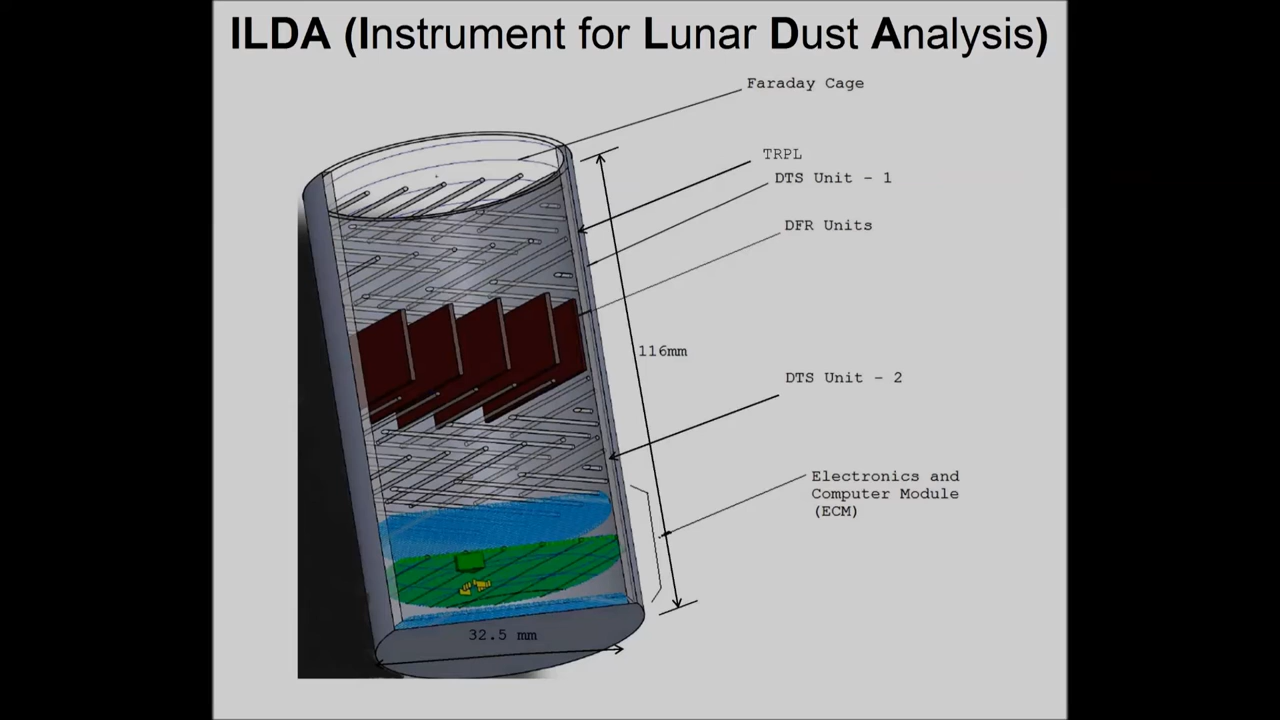 ILDA (Instrument for Lunar Dust Analysis)
Faraday Cage
TRPL
DTS Unit - 1
DFR Units
116mm
DTS Unit - 2
Electronics and
Computer Module
(ECM)
32.5 mm